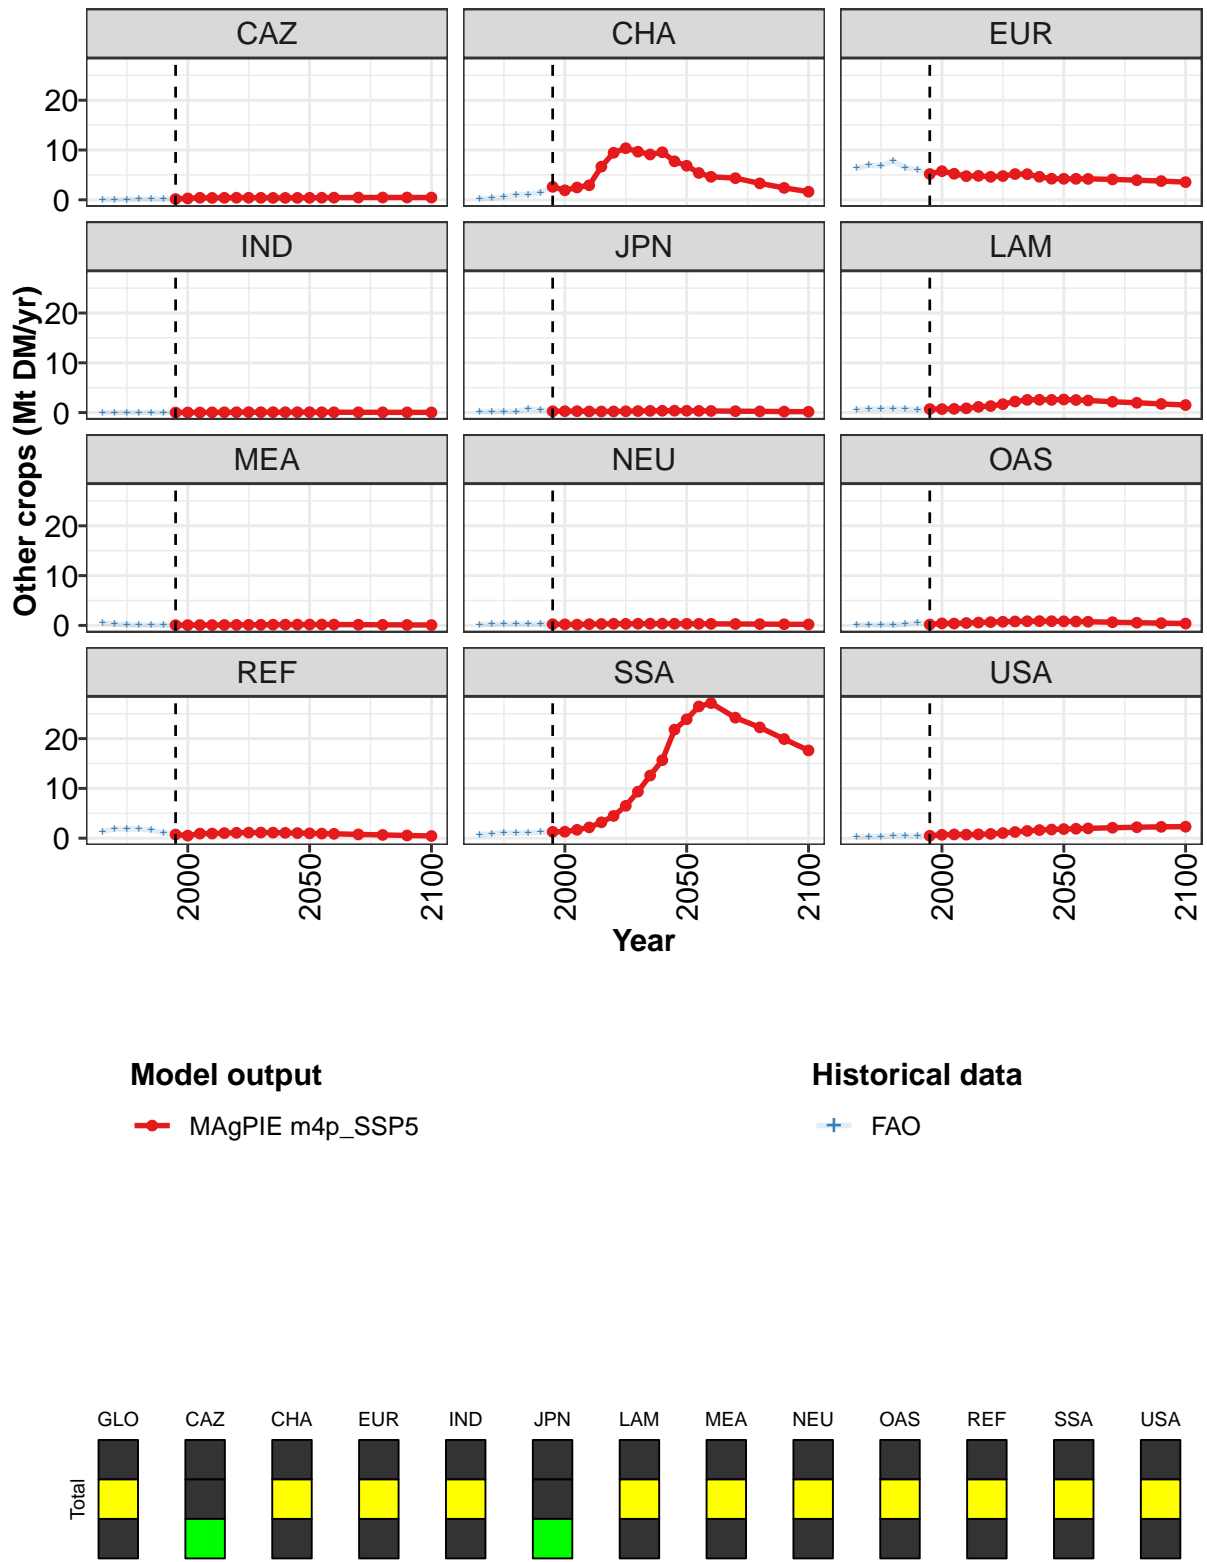 CAZ CHA EUR
20
10
0
IND JPN LAM
20
10
0
MEA NEU OAS
20
10
0
REF SSA USA
20
10
0
Other crops (Mt DM/yr)
2000 2050 2100 2000 2050 2100 2000 2050 2100
Year
Model output Historical data
MAgPIE m4p_SSP5 FAO
GLO CAZ CHA EUR IND JPN LAM MEA NEU OAS REF SSA USA
Total